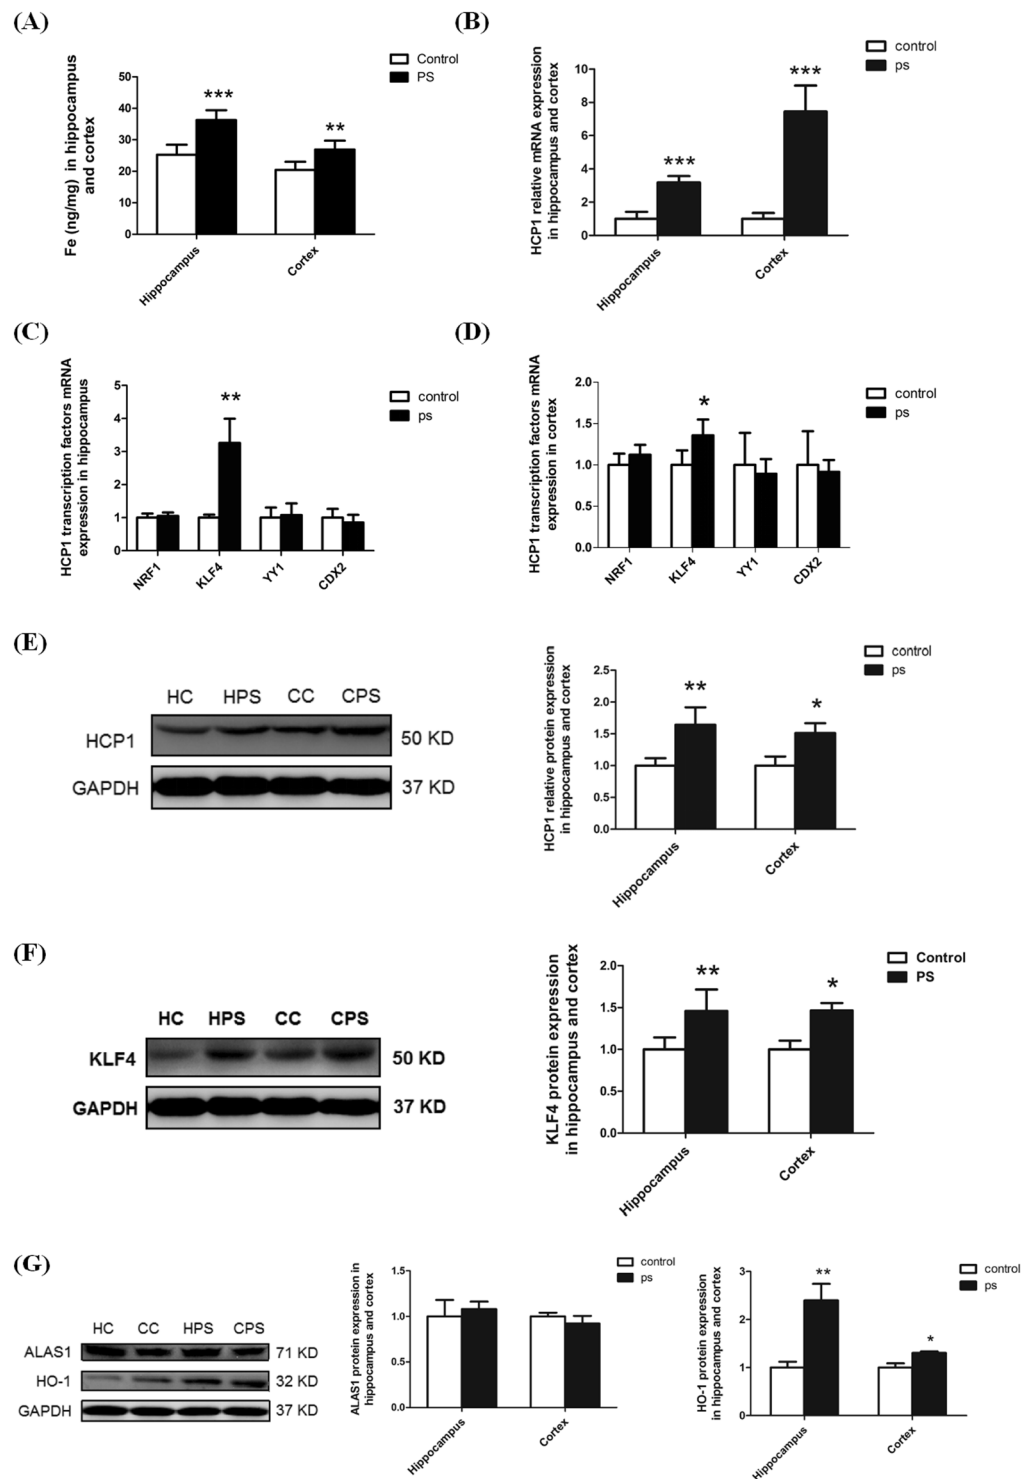 (A)
Fe (ng/mg) in hippocampus
and cortex
50
40
30
20
10
0
***
**
Hippocampus
Cortex
Control
PS
(B)
HCP1 relative mRNA expression
in hippocampus and cortex
10
8
6
4
2
0
***
***
Hippocampus
Cortex
control
ps
(C)
HCP1 transcription factors mRNA
expression in hippocampus
5
4
3
2
1
0
**
NRF1
KLF4
YY1
CDX2
control
ps
(D)
HCP1 transcription factors mRNA
expression in cortex
2.0
1.5
1.0
0.5
0.0
*
NRF1
KLF4
YY1
CDX2
control
ps
(E)
HC HPS CC CPS
HCP1 50 KD
GAPDH 37 KD
HCP1 relative protein expression
in hippocampus and cortex
2.5
2.0
1.5
1.0
0.5
0.0
**
*
Hippocampus
Cortex
control
ps
(F)
HC HPS CC CPS
KLF4 50 KD
GAPDH 37 KD
KLF4 protein expression
in hippocampus and cortex
2.0
1.5
1.0
0.5
0.0
**
*
Hippocampus
Cortex
Control
PS
(G)
HC CC HPS CPS
ALAS1 71 KD
HO-1 32 KD
GAPDH 37 KD
ALAS1 protein expression in
hippocampus and cortex
1.5
1.0
0.5
0.0
Hippocampus
Cortex
control
ps
HO-1 protein expression
in hippocampus and cortex
3
2
1
0
**
*
Hippocampus
Cortex
control
ps